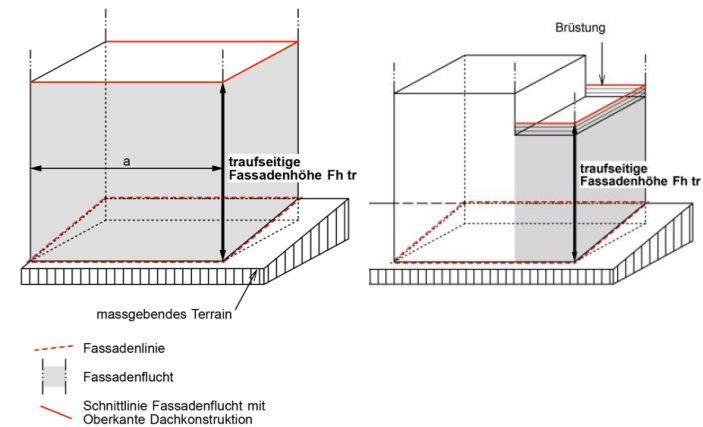 Brüstung
a
traufseitige
Fassadenhöhe Fh tr
traufseitige
Fassadenhöhe Fh tr
massgebendes Terrain
Fassadenlinie
Fassadenflucht
Schnittlinie Fassadenflucht mit
Oberkante Dachkonstruktion